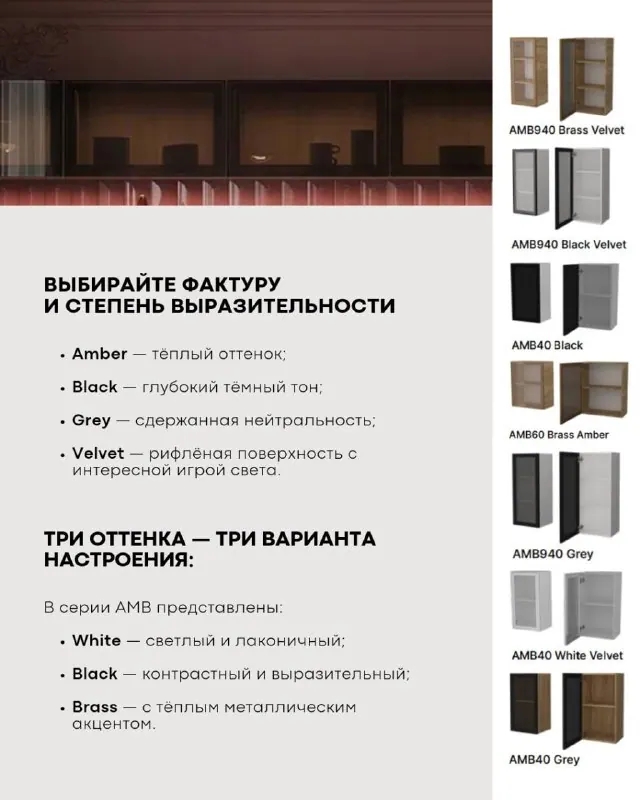 ВЫБИРАЙТЕ ФАКТУРУ
И СТЕПЕНЬ ВЫРАЗИТЕЛЬНОСТИ
• Amber — тёплый оттенок;
• Black — глубокий тёмный тон;
• Grey — сдержанная нейтральность;
• Velvet — рифлёная поверхность с
интересной игрой света.
ТРИ ОТТЕНКА — ТРИ ВАРИАНТА
НАСТРОЕНИЯ:
В серии AMB представлены:
• White — светлый и лаконичный;
• Black — контрастный и выразительный;
• Brass — с тёплым металлическим
акцентом.
AMB940 Brass Velvet
AMB940 Black Velvet
AMB40 Black
AMB60 Brass Amber
AMB940 Grey
AMB40 White Velvet
AMB40 Grey